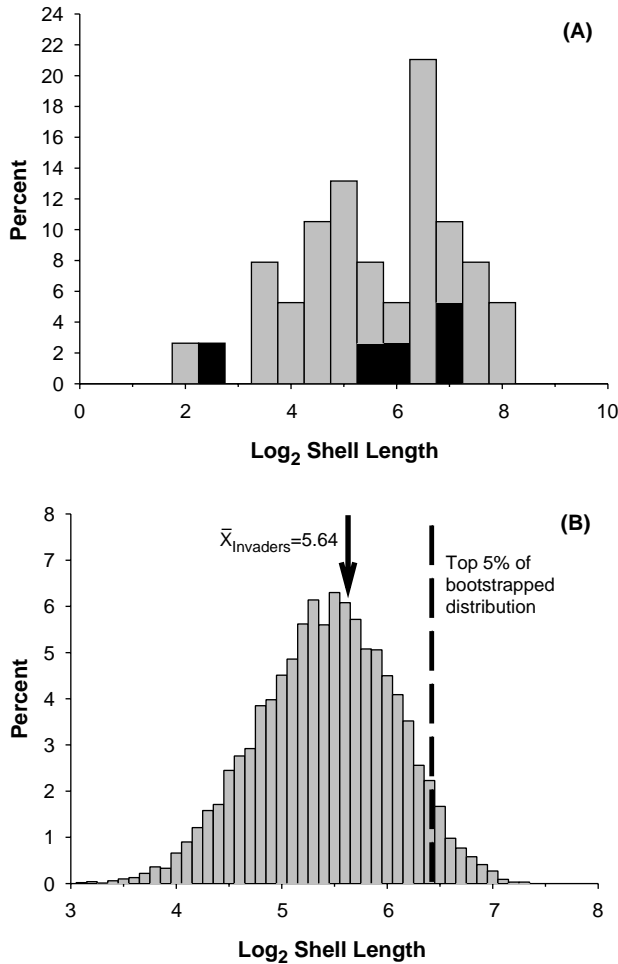 24
22
20
18
16
14
12
10
8
6
4
2
0
Percent
(A)
0 2 4 6 8 10
Log₂ Shell Length
8
7
6
5
4
3
2
1
0
Percent
(B)
X̄Invaders=5.64
Top 5% of
bootstrapped
distribution
3 4 5 6 7 8
Log₂ Shell Length